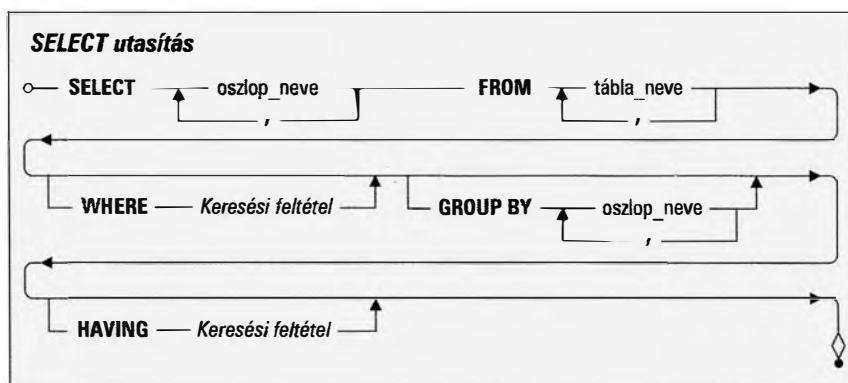 SELECT utasítás
SELECT oszlop_neve FROM tábla_neve
, ,
WHERE Keresési feltétel GROUP BY oszlop_neve
,
HAVING Keresési feltétel